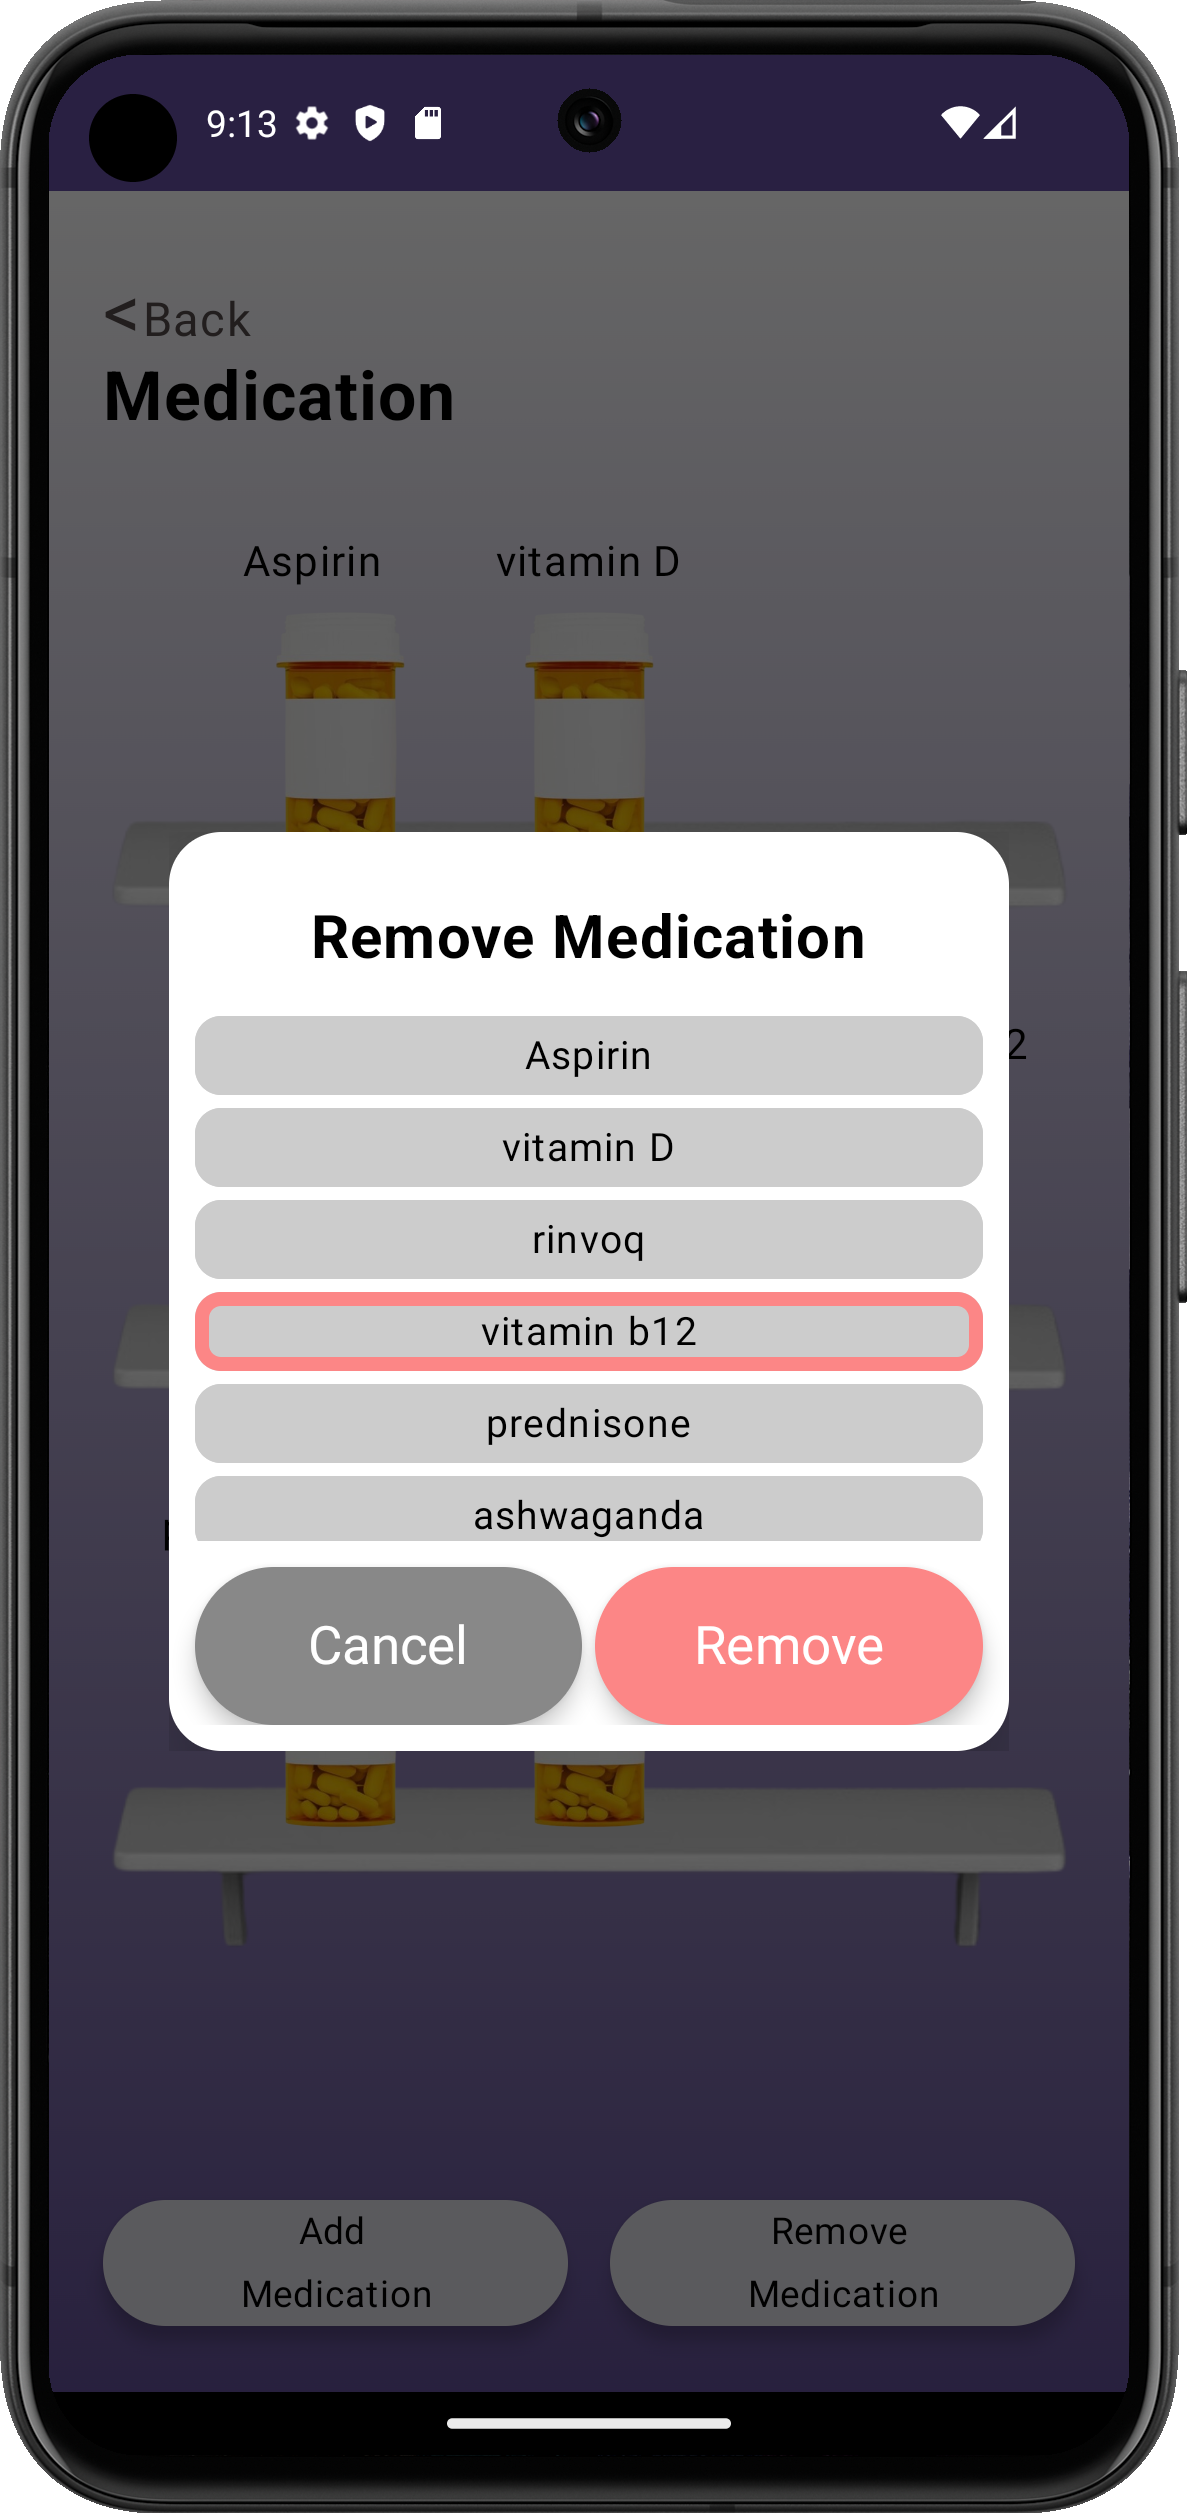 9:13
<Back
Medication
Aspirin
vitamin D
Remove Medication
Aspirin
2
vitamin D
rinvoq
vitamin b12
prednisone
ashwaganda
Cancel
Remove
Add
Medication
Remove
Medication